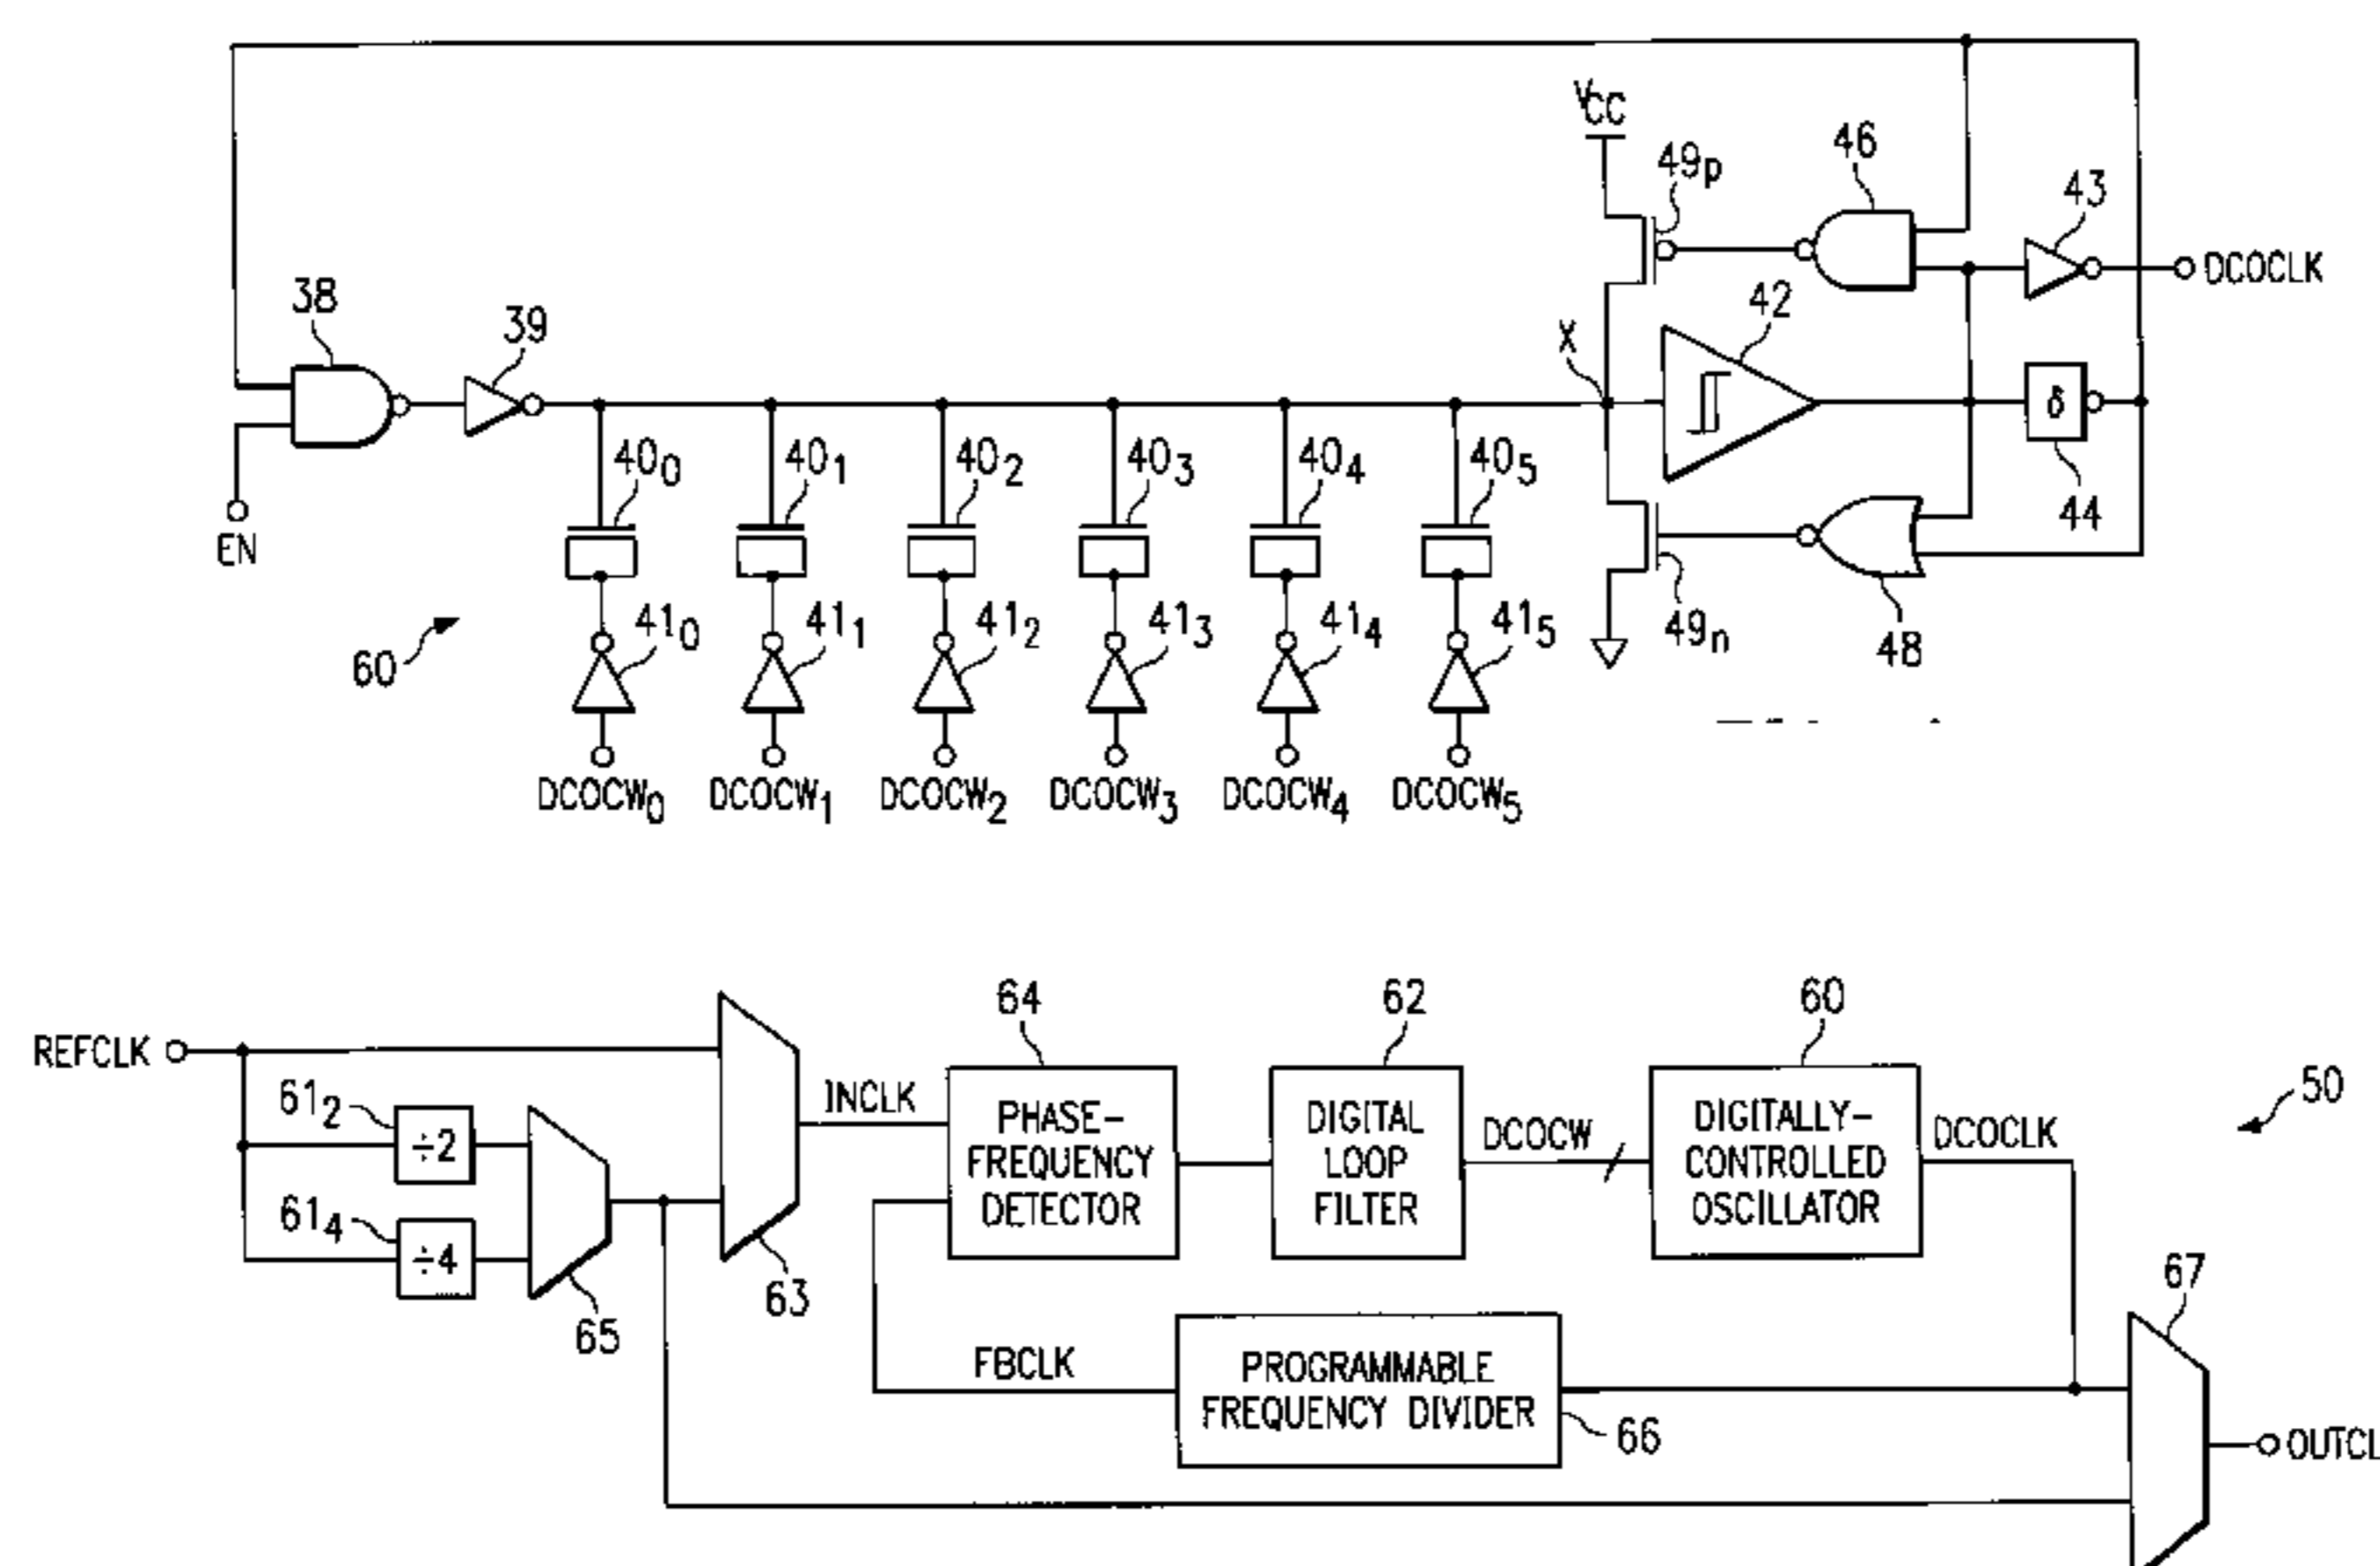 V_CC
49p
46
43
DCOCLK
38
39
X
42
40₀ 40₁ 40₂ 40₃ 40₄ 40₅
δ
44
EN
60
41₀ 41₁ 41₂ 41₃ 41₄ 41₅
49n
48
DCOCW₀ DCOCW₁ DCOCW₂ DCOCW₃ DCOCW₄ DCOCW₅
REFCLK
61₂
÷2
61₄
÷4
65
63
INCLK
64
PHASE-
FREQUENCY
DETECTOR
62
DIGITAL
LOOP
FILTER
DCOCW
60
DIGITALLY-
CONTROLLED
OSCILLATOR
DCOCLK
50
FBCLK
PROGRAMMABLE
FREQUENCY DIVIDER
66
67
OUTCL